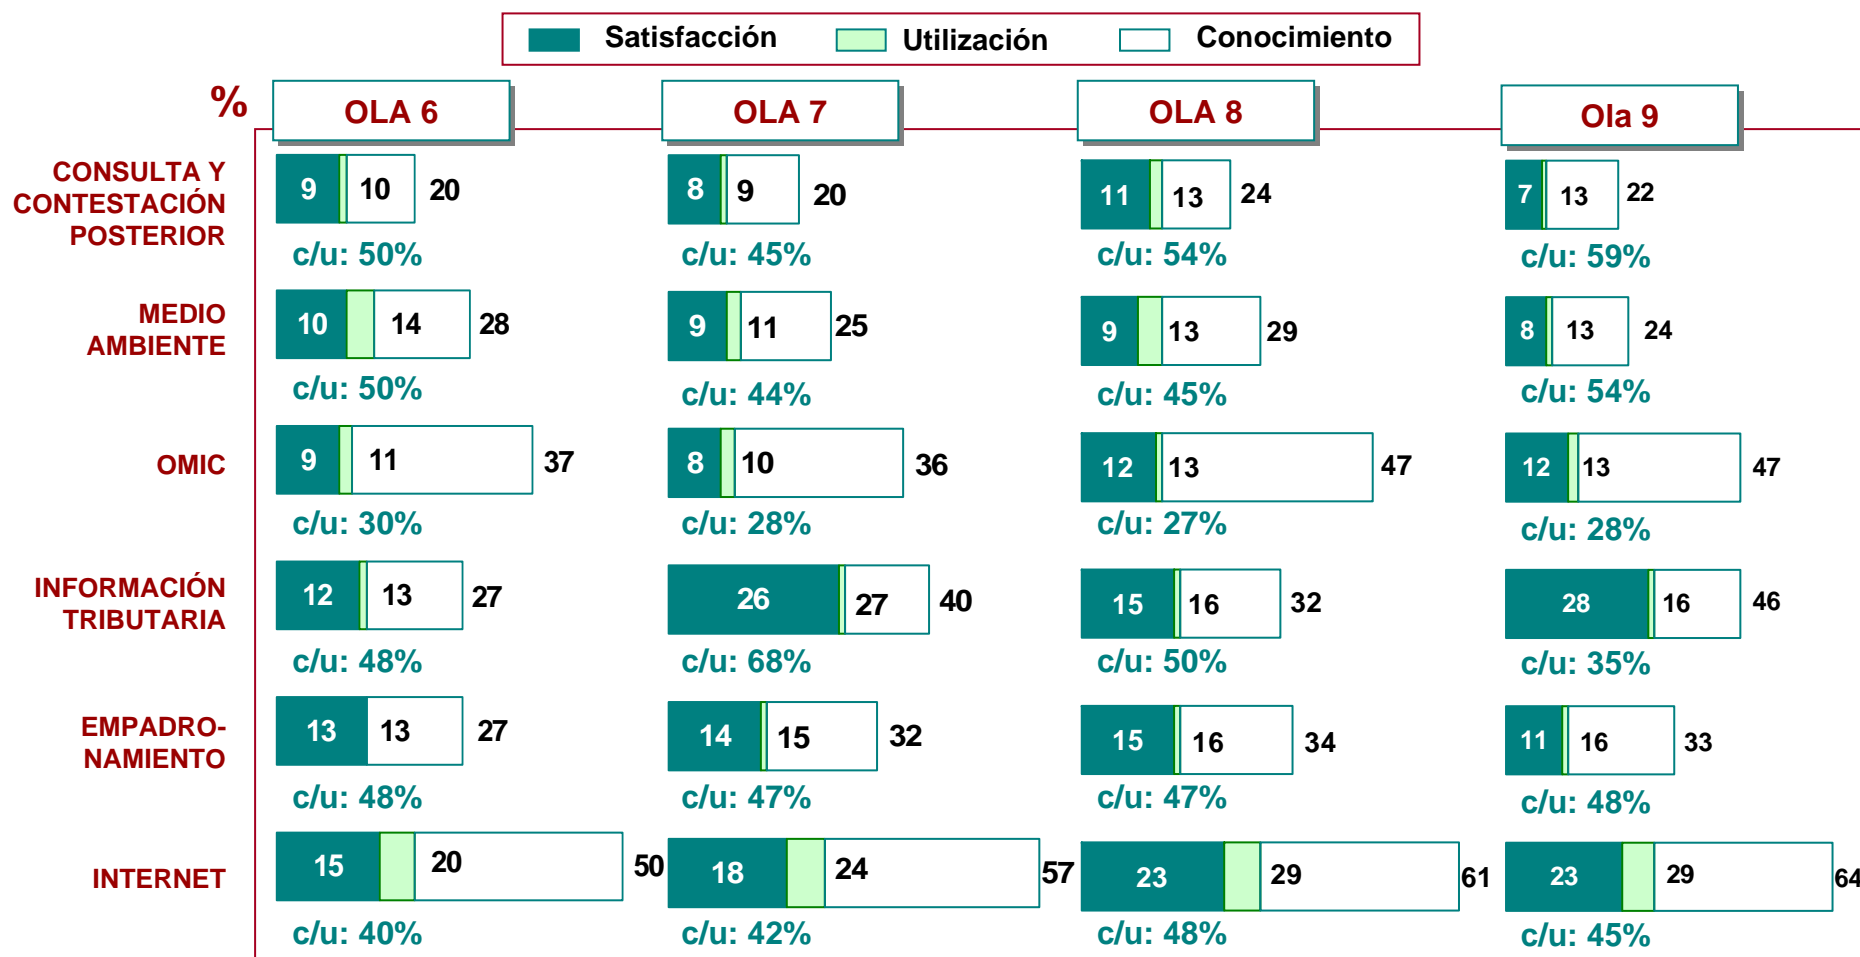 Satisfacción Utilización Conocimiento
% OLA 6 OLA 7 OLA 8 Ola 9
CONSULTA Y
CONTESTACIÓN
POSTERIOR
9 10 20 8 9 20 11 13 24 7 13 22
c/u: 50% c/u: 45% c/u: 54% c/u: 59%
MEDIO
AMBIENTE
10 14 28 9 11 25 9 13 29 8 13 24
c/u: 50% c/u: 44% c/u: 45% c/u: 54%
OMIC
9 11 37 8 10 36 12 13 47 12 13 47
c/u: 30% c/u: 28% c/u: 27% c/u: 28%
INFORMACIÓN
TRIBUTARIA
12 13 27 26 27 40 15 16 32 28 16 46
c/u: 48% c/u: 68% c/u: 50% c/u: 35%
EMPADRO-
NAMIENTO
13 13 27 14 15 32 15 16 34 11 16 33
c/u: 48% c/u: 47% c/u: 47% c/u: 48%
INTERNET
15 20 50 18 24 57 23 29 61 23 29 64
c/u: 40% c/u: 42% c/u: 48% c/u: 45%